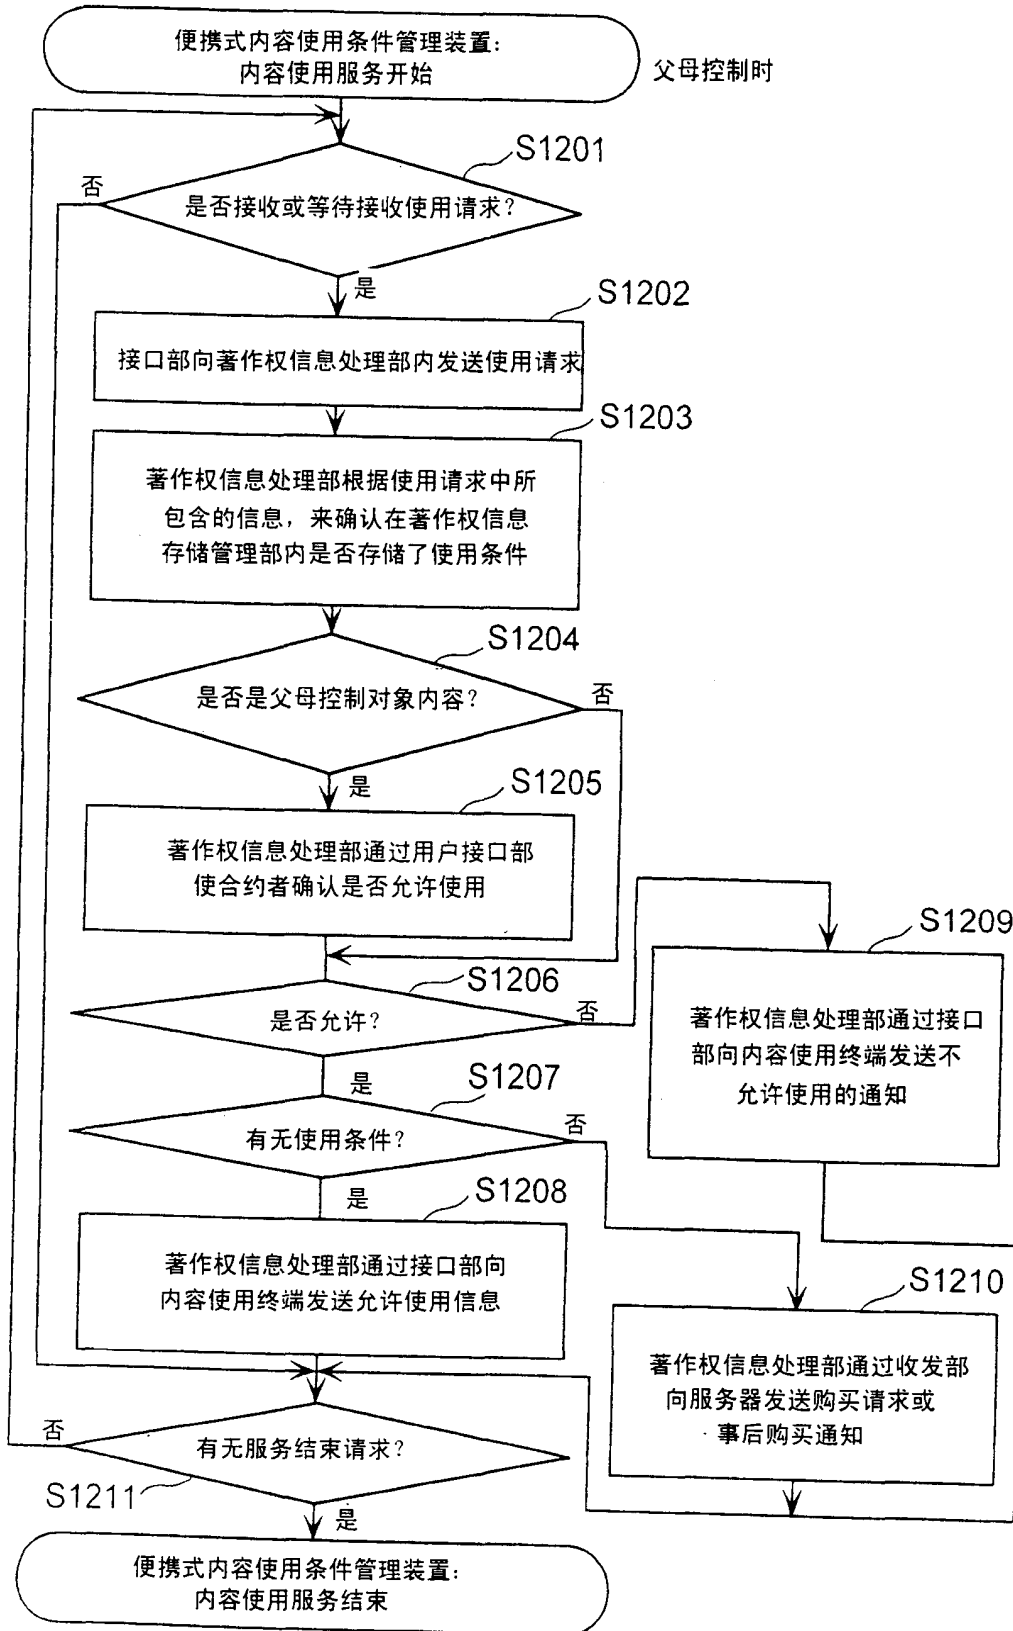 便携式内容使用条件管理装置：
内容使用服务开始
父母控制时
S1201
否
是否接收或等待接收使用请求？
是
S1202
接口部向著作权信息处理部内发送使用请求
S1203
著作权信息处理部根据使用请求中所
包含的信息，来确认在著作权信息
存储管理部内是否存储了使用条件
S1204
是否是父母控制对象内容？
否
是
S1205
著作权信息处理部通过用户接口部
使合约者确认是否允许使用
S1206
是否允许？
否
S1209
著作权信息处理部通过接口
部向内容使用终端发送不
允许使用的通知
是
S1207
有无使用条件？
否
是
S1208
著作权信息处理部通过接口部向
内容使用终端发送允许使用信息
S1210
著作权信息处理部通过收发部
向服务器发送购买请求或
事后购买通知
否
有无服务结束请求？
S1211
是
便携式内容使用条件管理装置：
内容使用服务结束